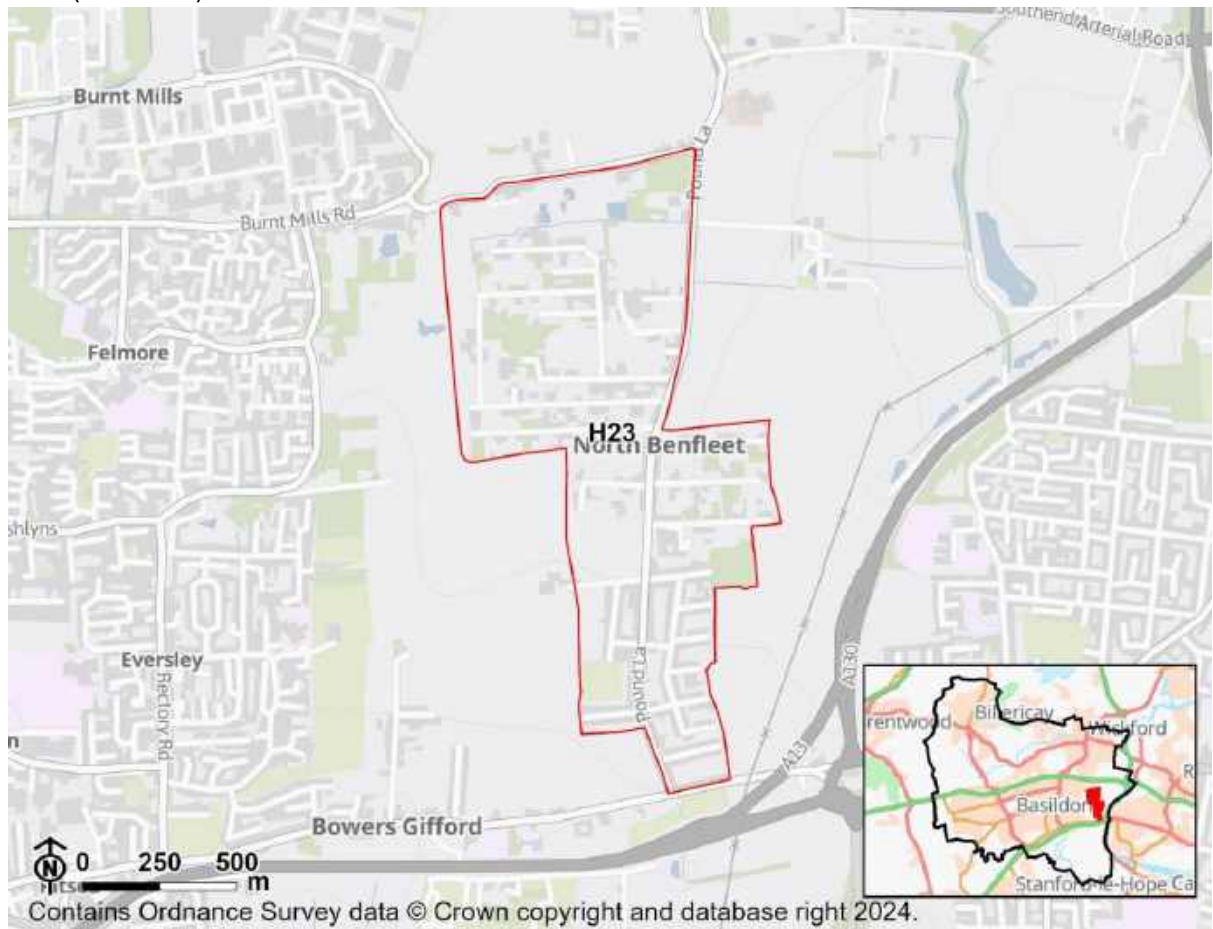 Southend Arterial Road
Burnt Mills
Pound La
Burnt Mills Rd
Felmore
H23
North Benfleet
shlyns
Eversley
Rectory Rd
Pound La
A130
A13
n
Bowers Gifford
N
0 250 500
m
Contains Ordnance Survey data © Crown copyright and database right 2024.
rentwood
Billericay
Wickford
R
Basildon
Stanford-le-Hope
Ca